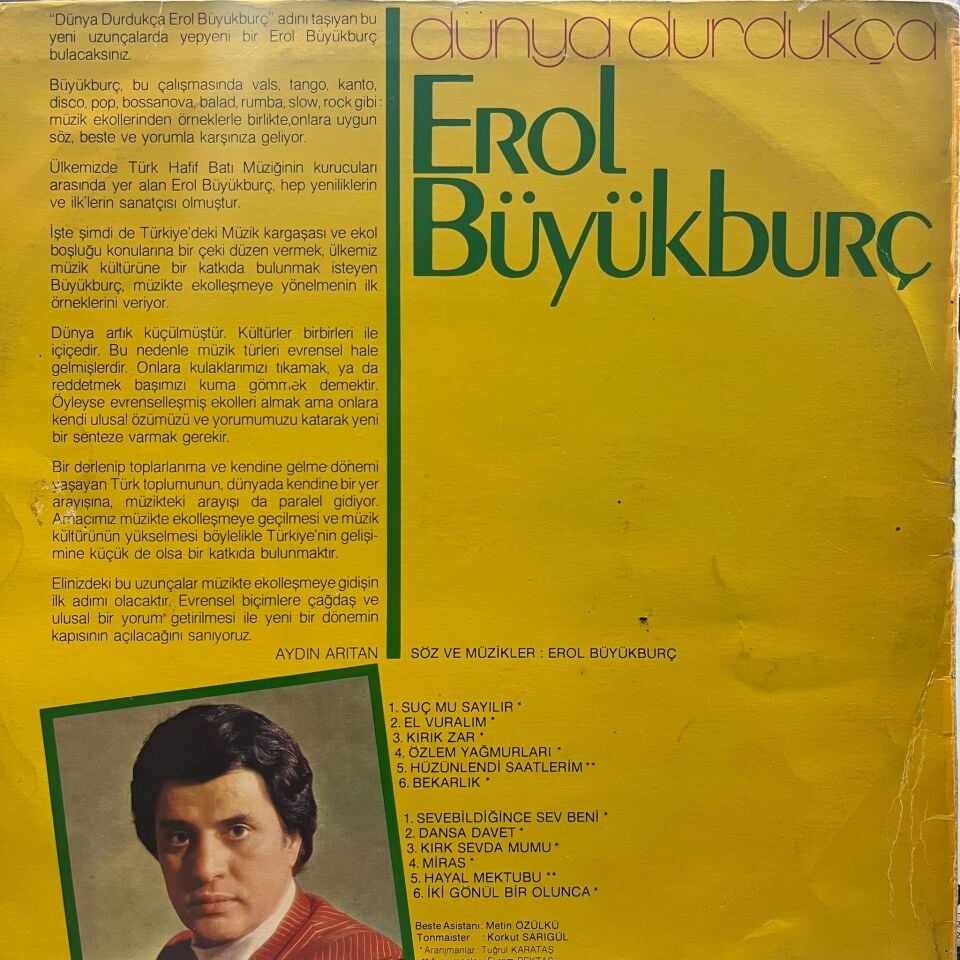 "Dünya Durdukça Erol Büyükburç" adını taşıyan bu
yeni uzunçalarda yepyeni bir Erol Büyükburç
bulacaksınız.
Büyükburç, bu çalışmasında vals, tango, kanto,
disco, pop, bossanova, balad, rumba, slow, rock gibi
müzik ekollerinden örneklerle birlikte,onlara uygun
söz, beste ve yorumla karşınıza geliyor.
Ülkemizde Türk Hafif Batı Müziğinin kurucuları
arasında yer alan Erol Büyükburç, hep yeniliklerin
ve ilk'lerin sanatçısı olmuştur.
İşte şimdi de Türkiye'deki Müzik kargaşası ve ekol
boşluğu konularına bir çeki düzen vermek, ülkemiz
müzik kültürüne bir katkıda bulunmak isteyen
Büyükburç, müzikte ekolleşmeye yönelmenin ilk
örneklerini veriyor.
Dünya artık küçülmüştür. Kültürler birbirleri ile
içiçedir. Bu nedenle müzik türleri evrensel hale
gelmişlerdir. Onlara kulaklarımızı tıkamak, ya da
reddetmek başımızı kuma gömmek demektir.
Öyleyse evrenselleşmiş ekolleri almak ama onlara
kendi ulusal özümüzü ve yorumumuzu katarak yeni
bir senteze varmak gerekir.
Bir derlenip toparlanma ve kendine gelme dönemi
yaşayan Türk toplumunun, dünyada kendine bir yer
arayışına, müzikteki arayışı da paralel gidiyor.
Amacımız müzikte ekolleşmeye geçilmesi ve müzik
kültürünün yükselmesi böylelikle Türkiye'nin gelişi-
mine küçük de olsa bir katkıda bulunmaktır.
Elinizdeki bu uzunçalar müzikte ekolleşmeye gidişin
ilk adımı olacaktır. Evrensel biçimlere çağdaş ve
ulusal bir yorum getirilmesi ile yeni bir dönemin
kapısının açılacağını sanıyoruz.
AYDIN ARITAN
dünya durdukça
EROL
BÜYÜKBURÇ
SÖZ VE MÜZİKLER : EROL BÜYÜKBURÇ
1. SUÇ MU SAYILIR *
2. EL VURALIM *
3. KIRIK ZAR *
4. ÖZLEM YAĞMURLARI *
5. HÜZÜNLENDİ SAATLERİM **
6. BEKARLIK *
1. SEVEBİLDİĞİNCE SEV BENİ *
2. DANSA DAVET *
3. KIRK SEVDA MUMU *
4. MİRAS *
5. HAYAL MEKTUBU **
6. İKİ GÖNÜL BİR OLUNCA *
Beste Asistanı: Metin ÖZÜLKÜ
Tonmaister : Korkut SARIGÜL
* Aranjmanlar: Tuğrul KARATAŞ